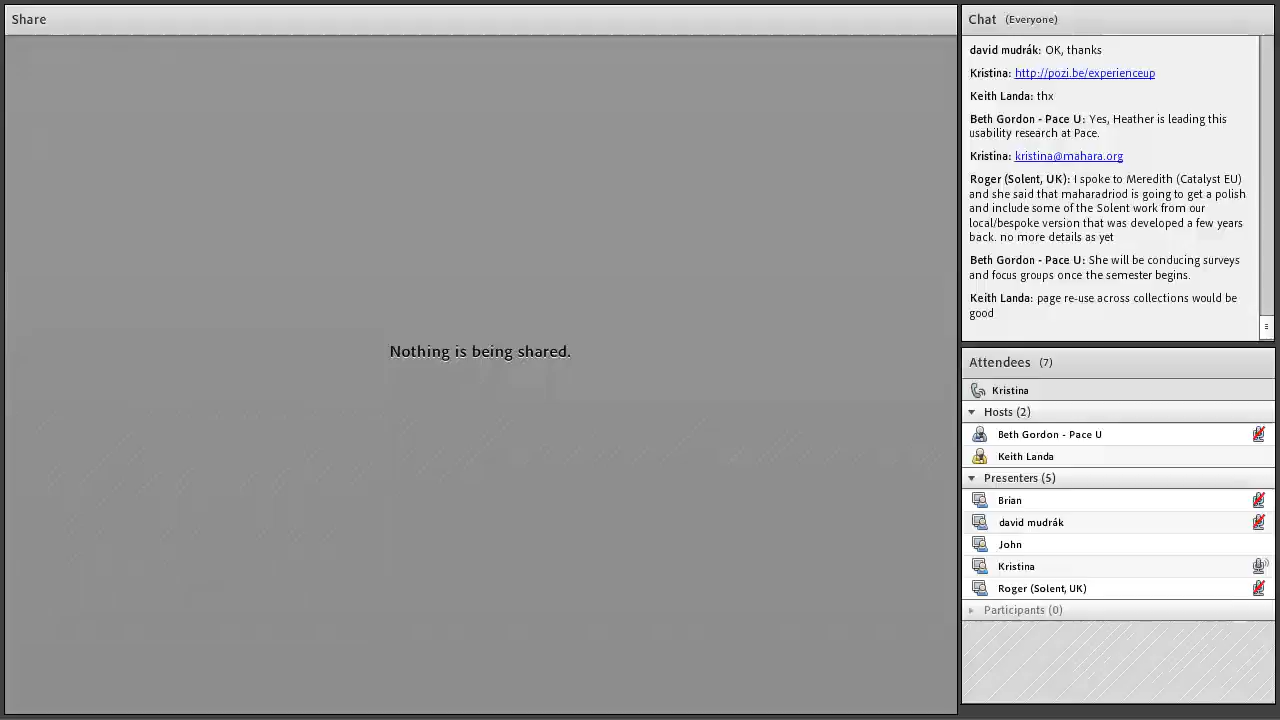 Share
Nothing is being shared.
Chat (Everyone)
david mudrák: OK, thanks
Kristina: http://pozi.be/experienceup
Keith Landa: thx
Beth Gordon - Pace U: Yes, Heather is leading this
usability research at Pace.
Kristina: kristina@mahara.org
Roger (Solent, UK): I spoke to Meredith (Catalyst EU)
and she said that maharadriod is going to get a polish
and include some of the Solent work from our
local/bespoke version that was developed a few years
back. no more details as yet
Beth Gordon - Pace U: She will be conducing surveys
and focus groups once the semester begins.
Keith Landa: page re-use across collections would be
good
Attendees (7)
Kristina
Hosts (2)
Beth Gordon - Pace U
Keith Landa
Presenters (5)
Brian
david mudrák
John
Kristina
Roger (Solent, UK)
Participants (0)